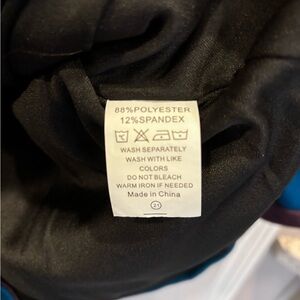 88%POLYESTER
12%SPANDEX
WASH SEPARATELY
WASH WITH LIKE
COLORS
DO NOT BLEACH
WARM IRON IF NEEDED
Made in China
21